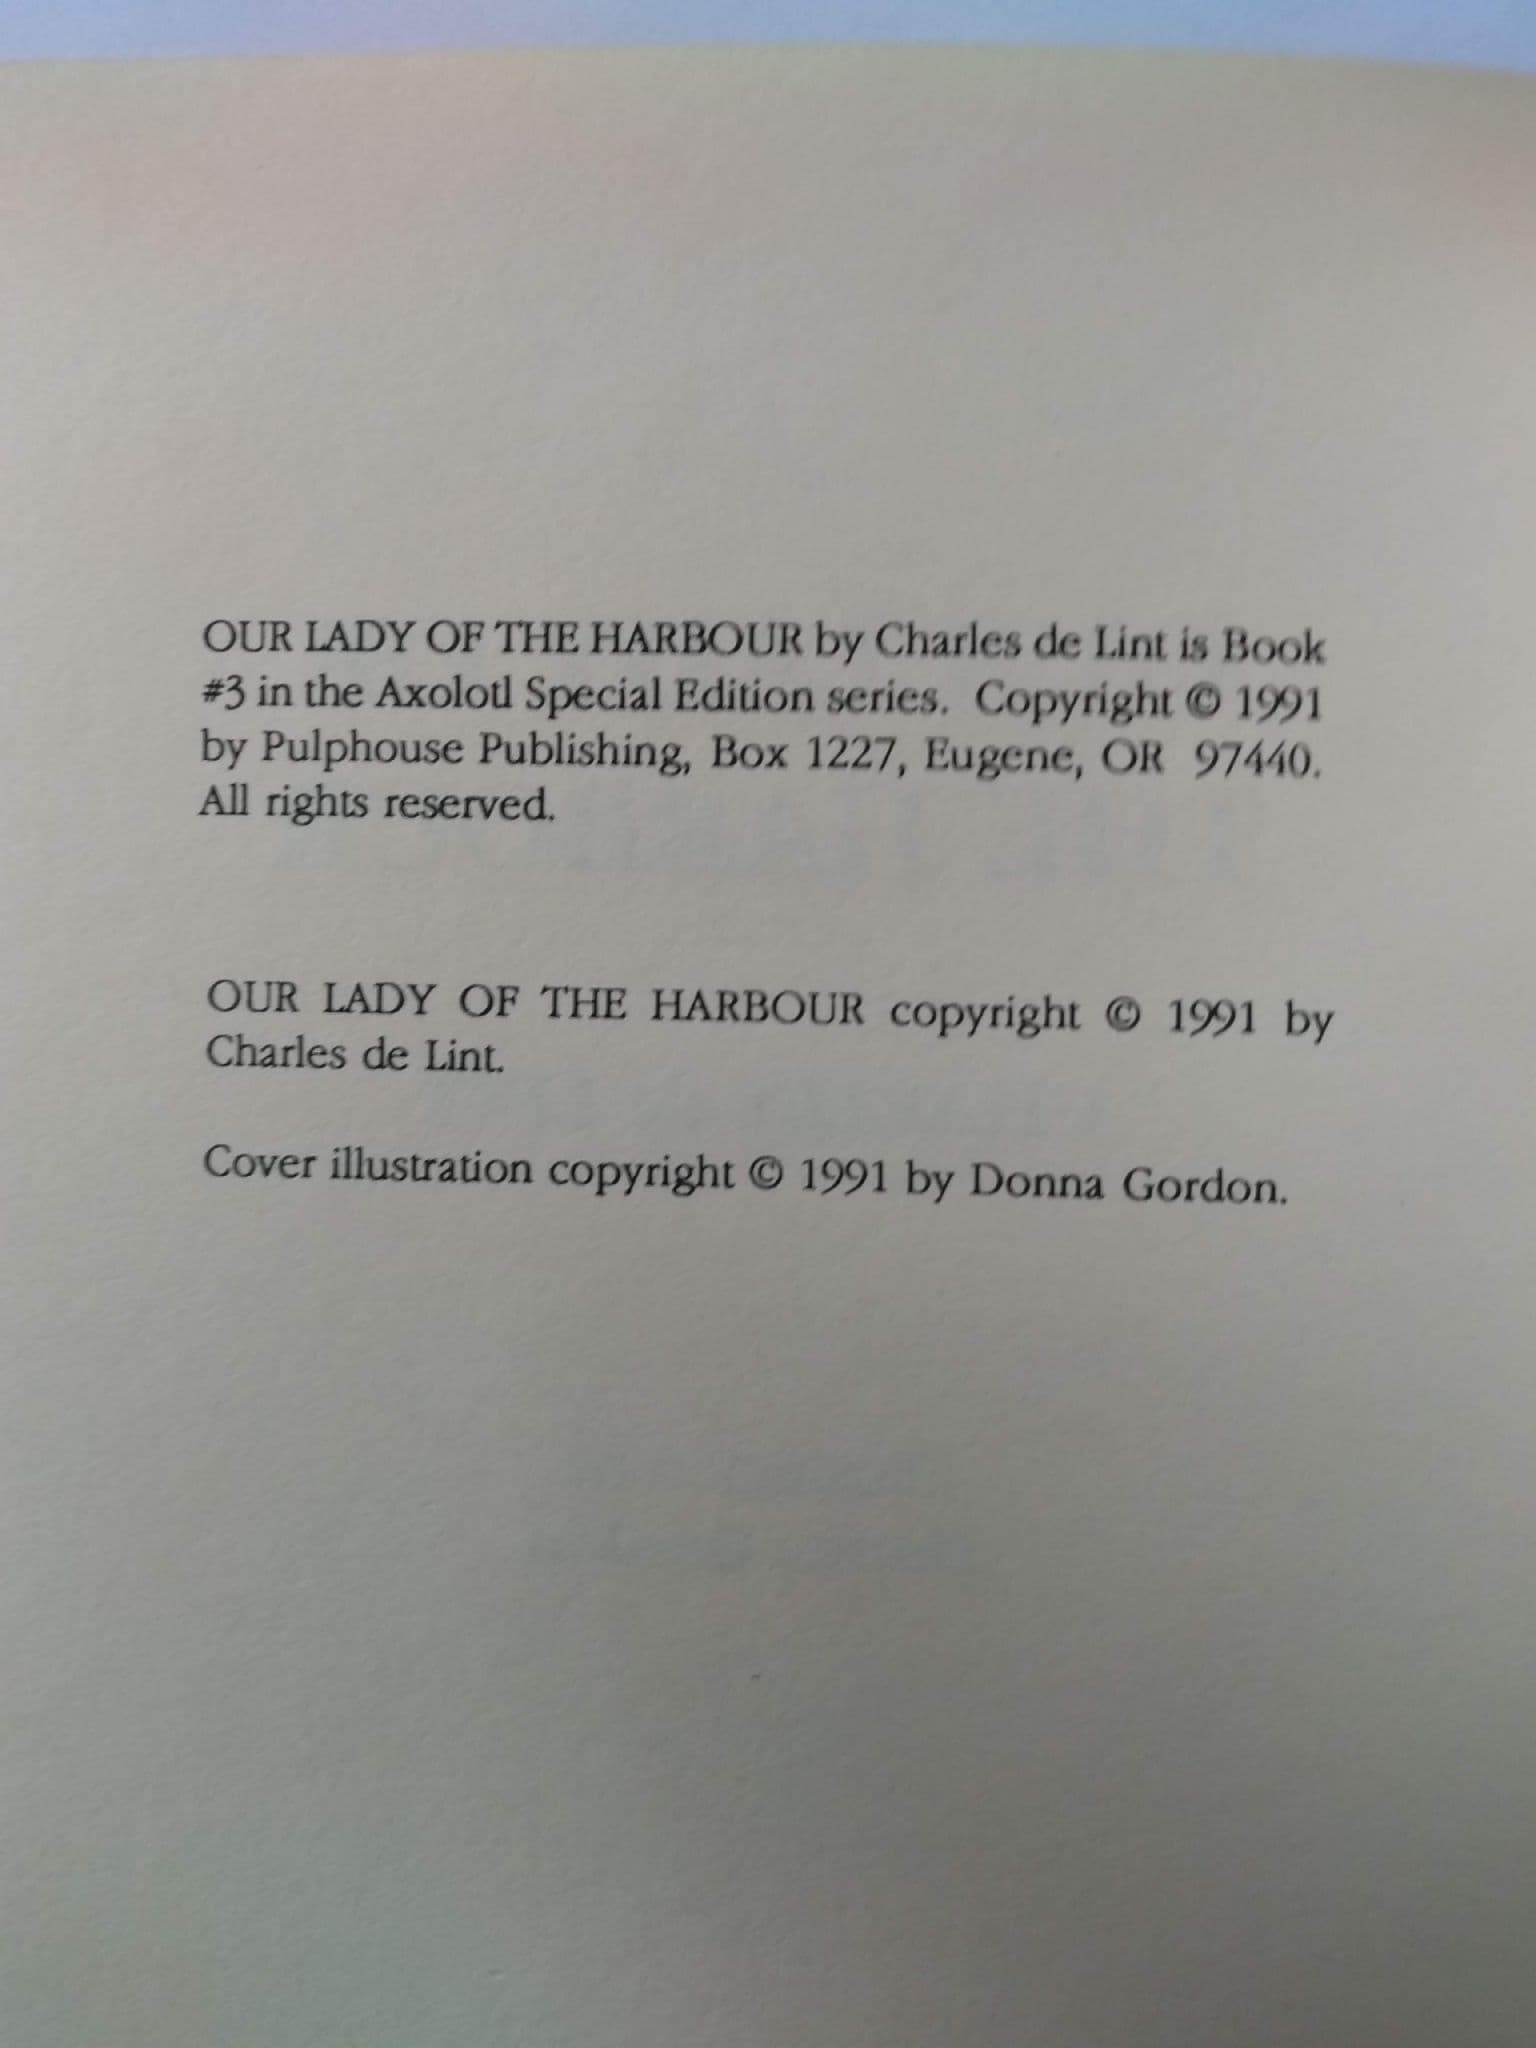 OUR LADY OF THE HARBOUR by Charles de Lint is Book
#3 in the Axolotl Special Edition series. Copyright © 1991
by Pulphouse Publishing, Box 1227, Eugene, OR 97440.
All rights reserved.
OUR LADY OF THE HARBOUR copyright © 1991 by
Charles de Lint.
Cover illustration copyright © 1991 by Donna Gordon.